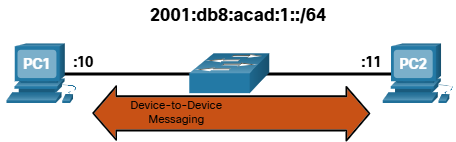 2001:db8:acad:1::/64
PC1
:10
:11
PC2
Device-to-Device
Messaging